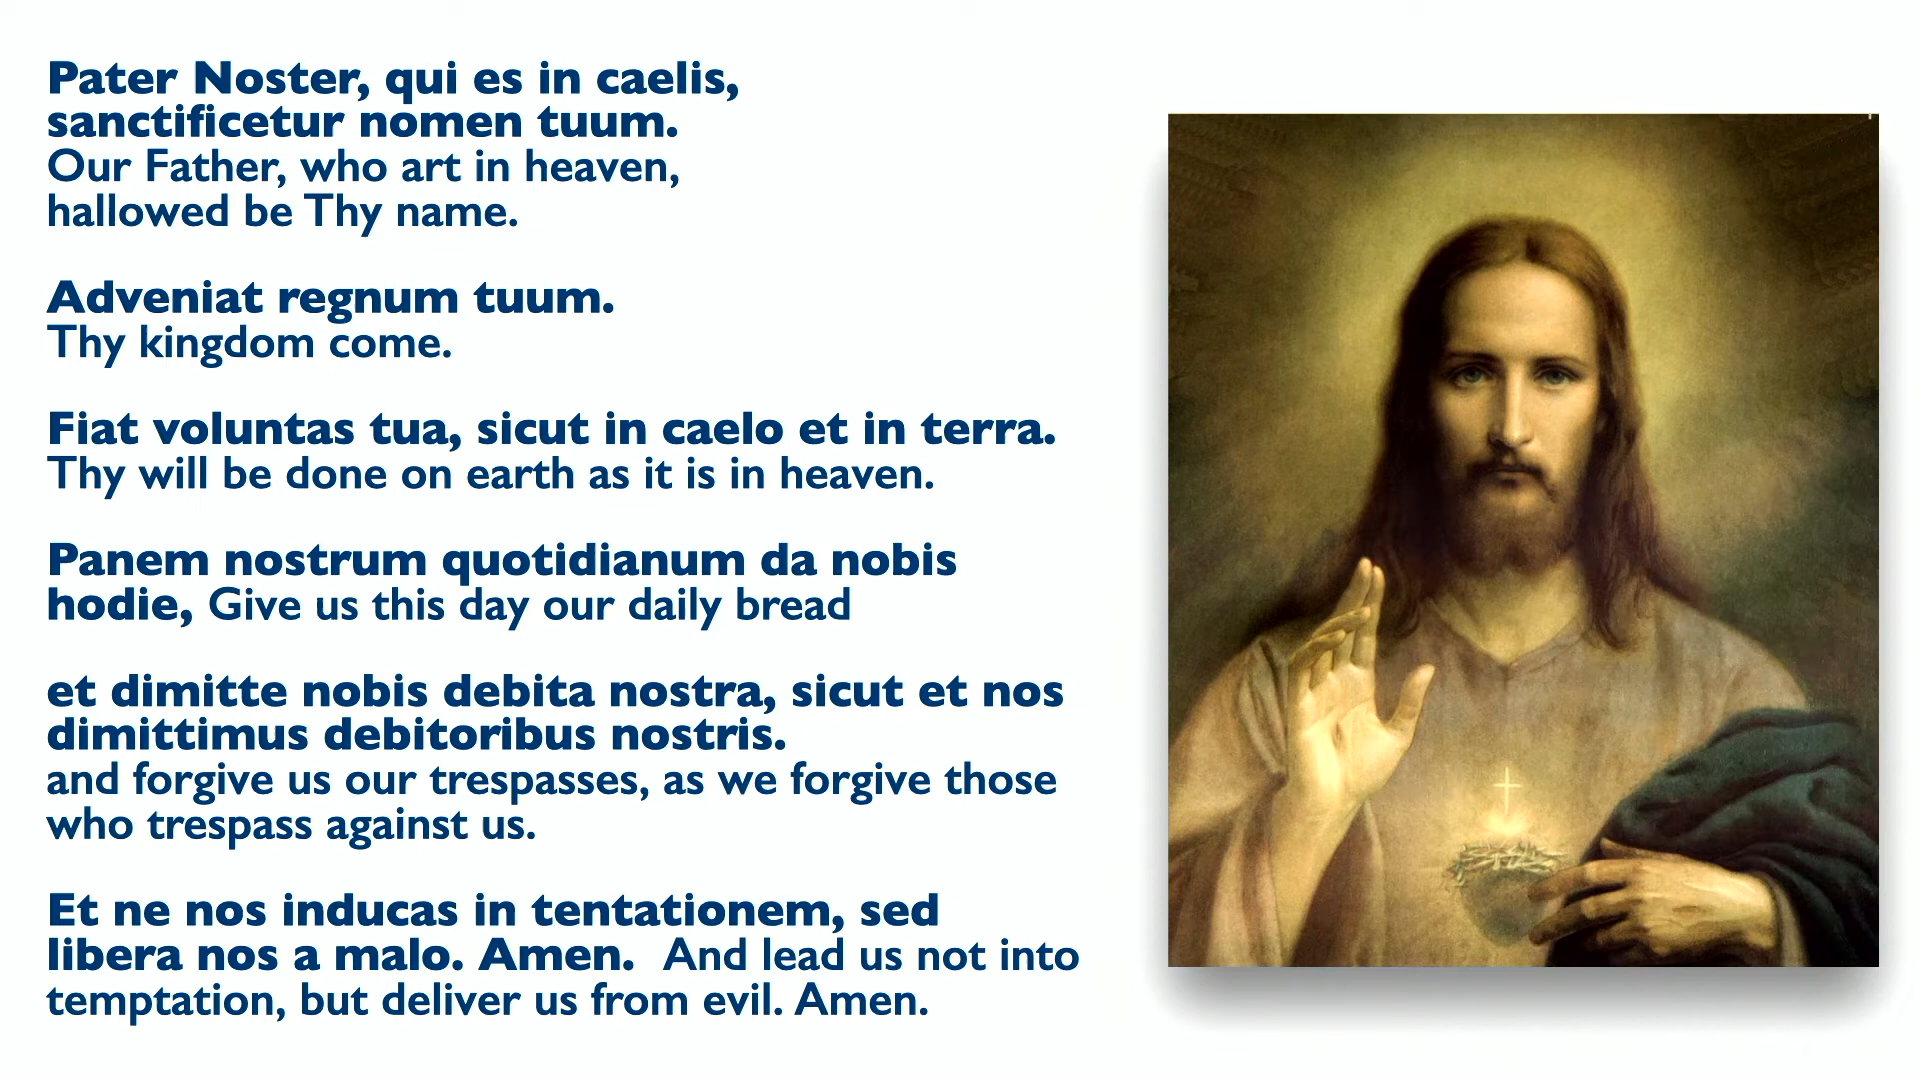 Pater Noster, qui es in caelis,
sanctificetur nomen tuum.
Our Father, who art in heaven,
hallowed be Thy name.
Adveniat regnum tuum.
Thy kingdom come.
Fiat voluntas tua, sicut in caelo et in terra.
Thy will be done on earth as it is in heaven.
Panem nostrum quotidianum da nobis
hodie, Give us this day our daily bread
et dimitte nobis debita nostra, sicut et nos
dimittimus debitoribus nostris.
and forgive us our trespasses, as we forgive those
who trespass against us.
Et ne nos inducas in tentationem, sed
libera nos a malo. Amen.  And lead us not into
temptation, but deliver us from evil. Amen.